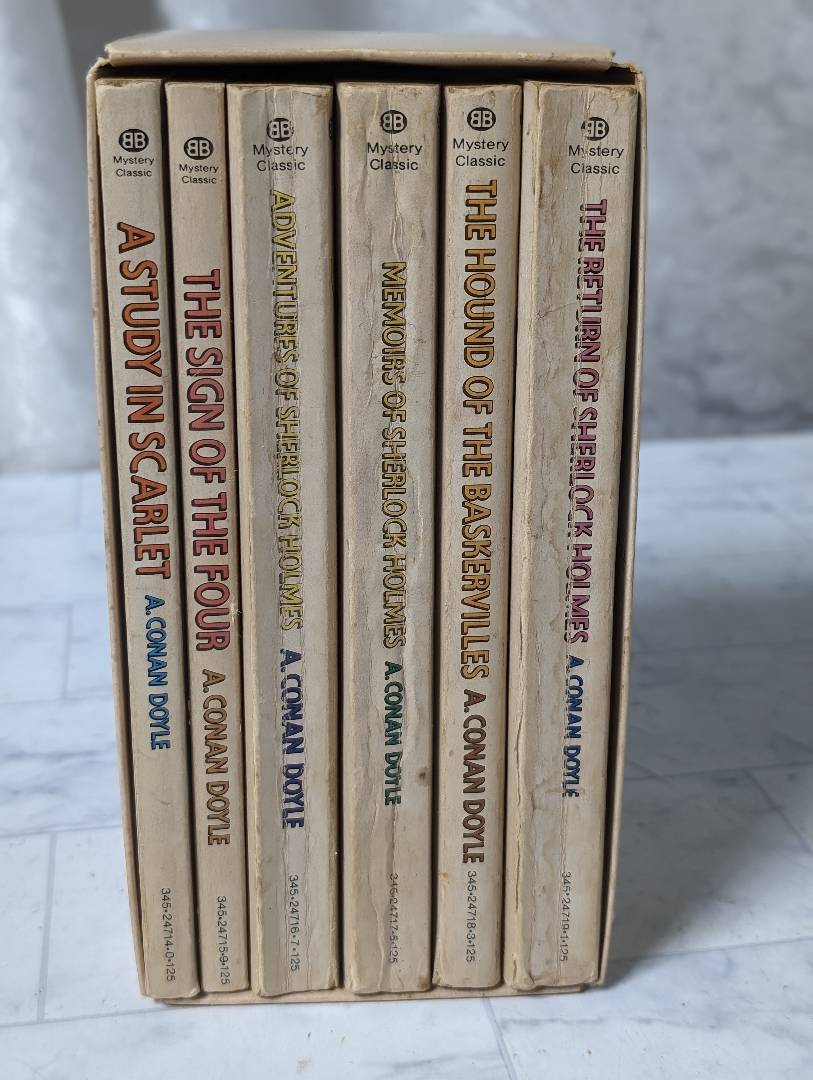 BB
Mystery
Classic
A STUDY IN SCARLET A. CONAN DOYLE
345•24714•0•125
BB
Mystery
Classic
THE SIGN OF THE FOUR A. CONAN DOYLE
345•24715•9•125
BB
Mystery
Classic
ADVENTURES OF SHERLOCK HOLMES A. CONAN DOYLE
345•24716•7•125
BB
Mystery
Classic
MEMOIRS OF SHERLOCK HOLMES A. CONAN DOYLE
345•24717•5•125
BB
Mystery
Classic
THE HOUND OF THE BASKERVILLES A. CONAN DOYLE
345•24718•3•125
BB
Mystery
Classic
THE RETURN OF SHERLOCK HOLMES A. CONAN DOYLE
345•24719•1•125